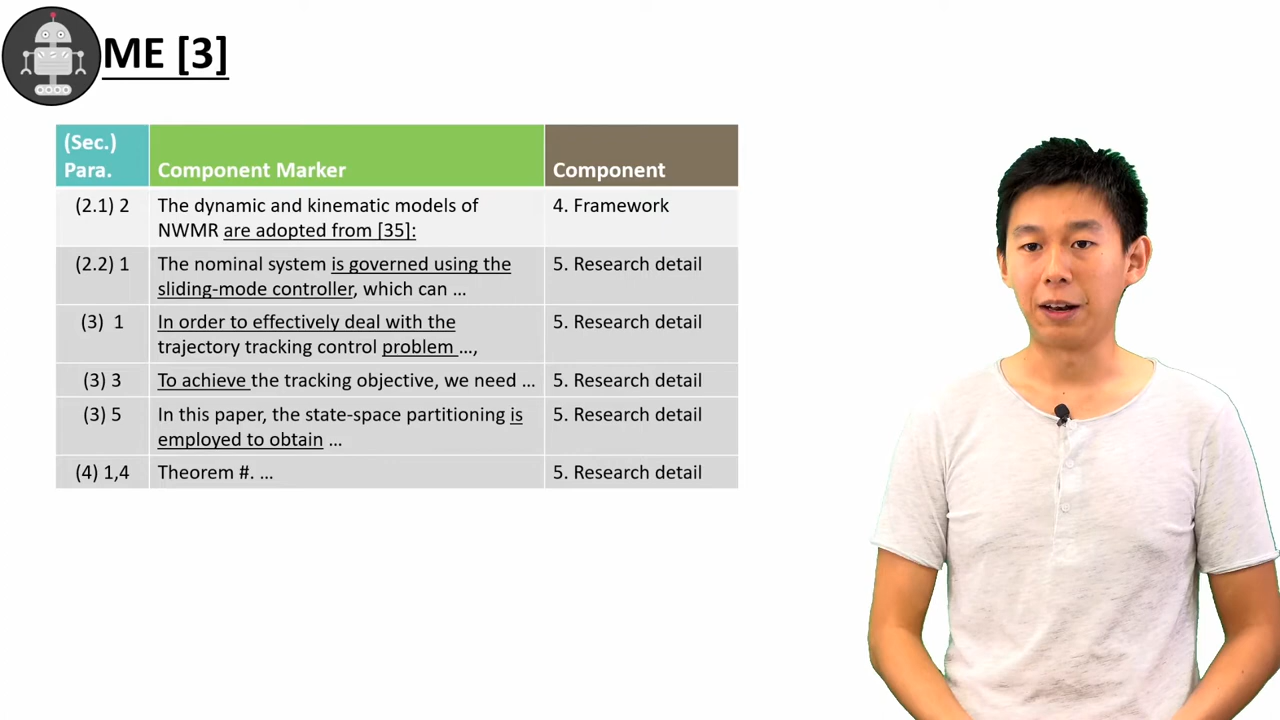 ME [3]
(Sec.)
Para.
Component Marker
Component
(2.1) 2
The dynamic and kinematic models of
NWMR are adopted from [35]:
4. Framework
(2.2) 1
The nominal system is governed using the
sliding-mode controller, which can …
5. Research detail
(3) 1
In order to effectively deal with the
trajectory tracking control problem …,
5. Research detail
(3) 3
To achieve the tracking objective, we need …
5. Research detail
(3) 5
In this paper, the state-space partitioning is
employed to obtain …
5. Research detail
(4) 1,4
Theorem #. …
5. Research detail